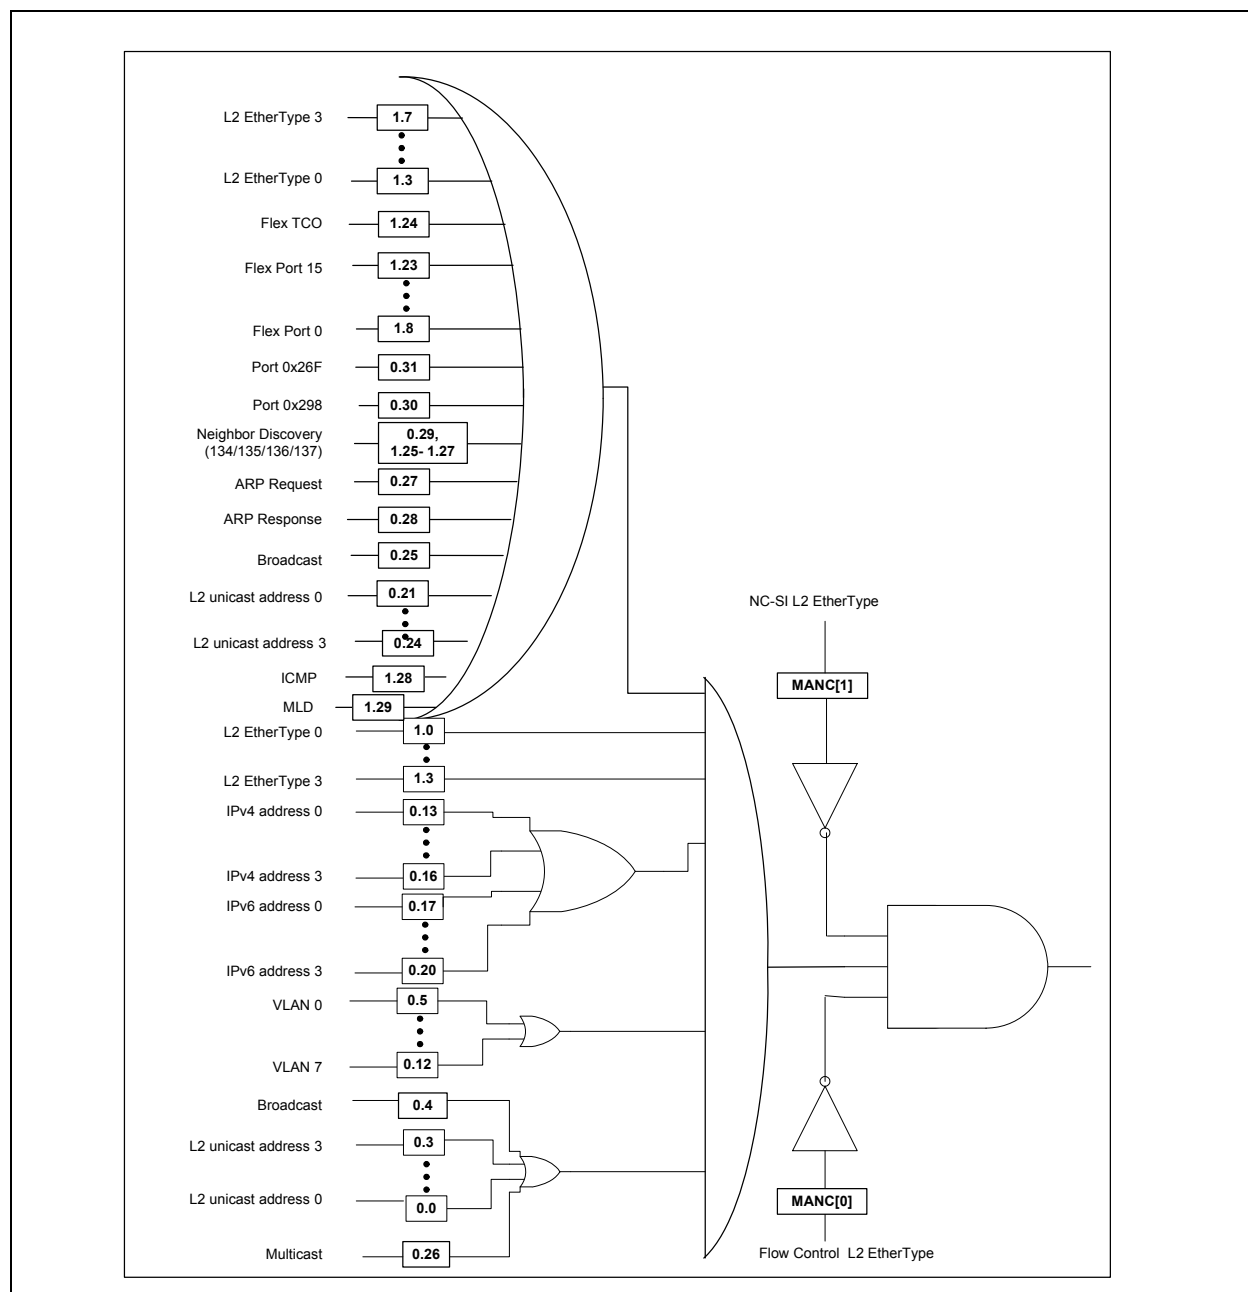 L2 EtherType 3
1.7
L2 EtherType 0
1.3
Flex TCO
1.24
Flex Port 15
1.23
Flex Port 0
1.8
Port 0x26F
0.31
Port 0x298
0.30
Neighbor Discovery
(134/135/136/137)
0.29,
1.25- 1.27
ARP Request
0.27
ARP Response
0.28
Broadcast
0.25
L2 unicast address 0
0.21
L2 unicast address 3
0.24
ICMP
1.28
MLD
1.29
L2 EtherType 0
1.0
L2 EtherType 3
1.3
IPv4 address 0
0.13
IPv4 address 3
0.16
IPv6 address 0
0.17
IPv6 address 3
0.20
VLAN 0
0.5
VLAN 7
0.12
Broadcast
0.4
L2 unicast address 3
0.3
L2 unicast address 0
0.0
Multicast
0.26
NC-SI L2 EtherType
MANC[1]
MANC[0]
Flow Control L2 EtherType